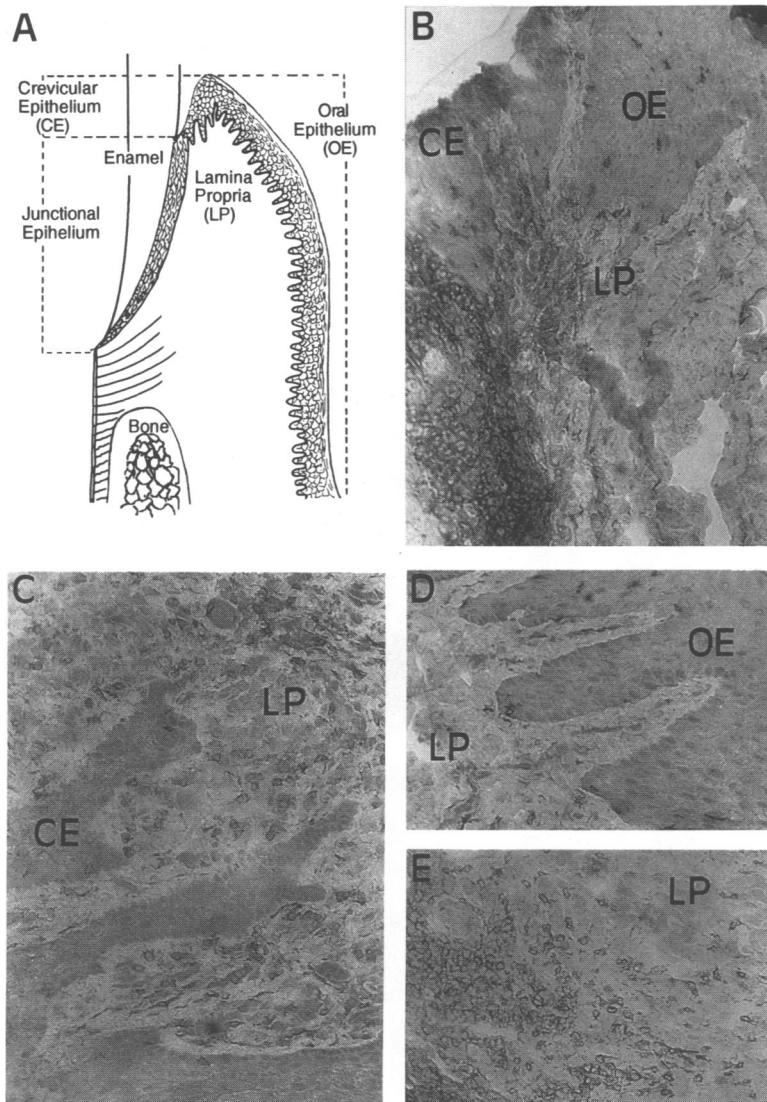 A
Crevicular
Epithelium
(CE)
Enamel
Junctional
Epihelium
Lamina
Propria
(LP)
Oral
Epithelium
(OE)
Bone
B
CE
OE
LP
C
LP
CE
D
OE
LP
E
LP